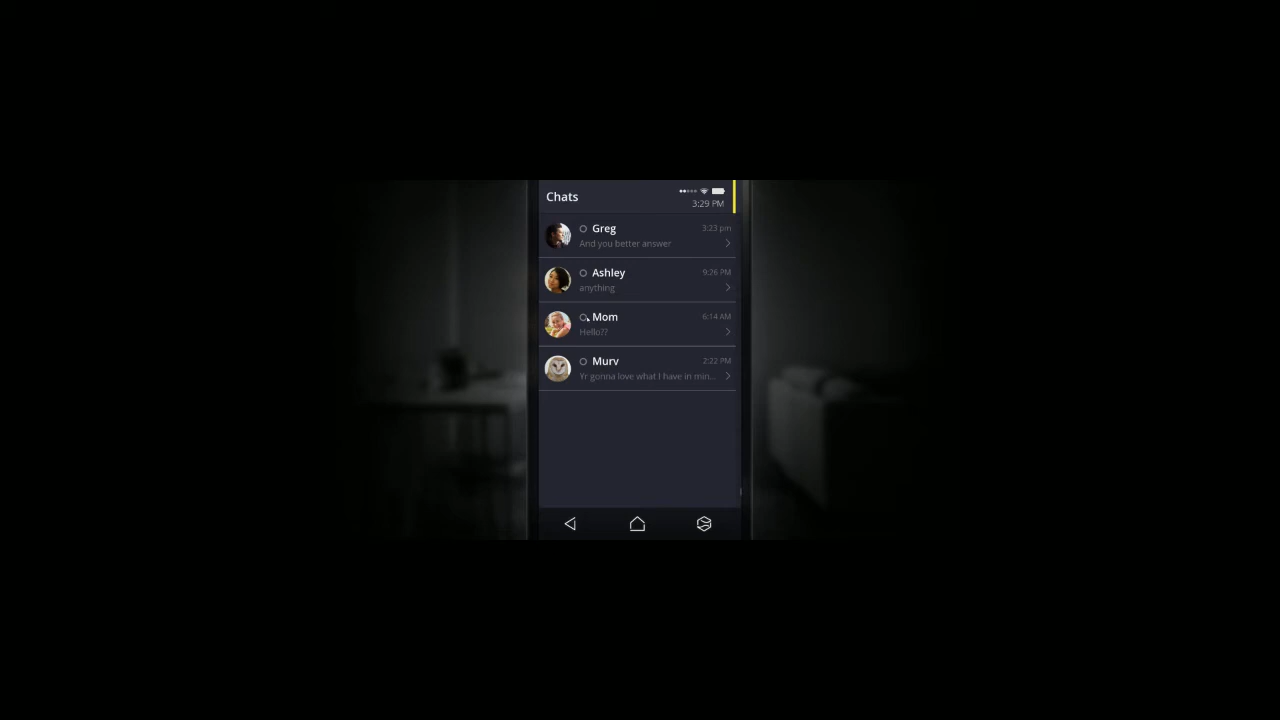 Chats
3:29 PM
Greg
3:23 pm
And you better answer
Ashley
9:26 PM
anything
Mom
6:14 AM
Hello??
Murv
2:22 PM
Yr gonna love what I have in min...